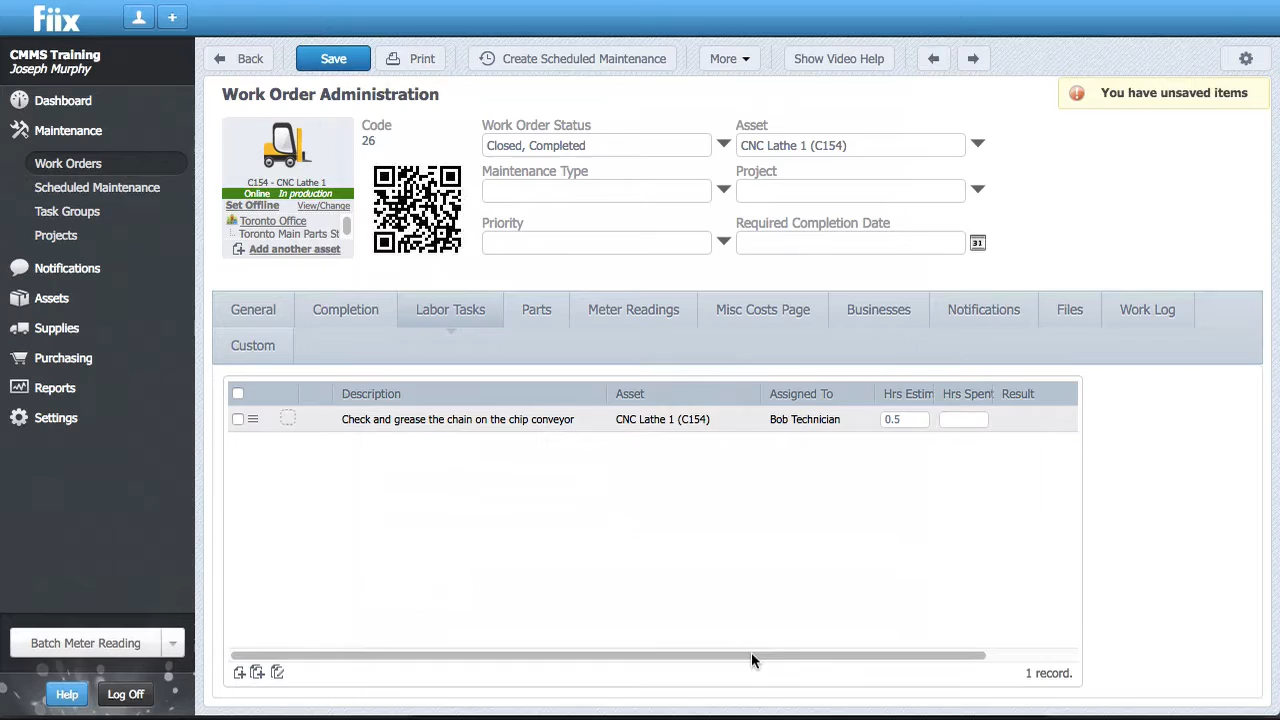 fiix
CMMS Training
Joseph Murphy
Dashboard
Maintenance
Work Orders
Scheduled Maintenance
Task Groups
Projects
Notifications
Assets
Supplies
Purchasing
Reports
Settings
Batch Meter Reading
Help
Log Off
Back
Save
Print
Create Scheduled Maintenance
More
Show Video Help
Work Order Administration
You have unsaved items
C154 - CNC Lathe 1
Online In production
Set Offline View/Change
Toronto Office
Toronto Main Parts St
Add another asset
Code
26
Work Order Status
Closed, Completed
Asset
CNC Lathe 1 (C154)
Maintenance Type
Project
Priority
Required Completion Date
31
General
Completion
Labor Tasks
Parts
Meter Readings
Misc Costs Page
Businesses
Notifications
Files
Work Log
Custom
Description Asset Assigned To Hrs Estim Hrs Spent Result
Check and grease the chain on the chip conveyor CNC Lathe 1 (C154) Bob Technician 0.5
1 record.